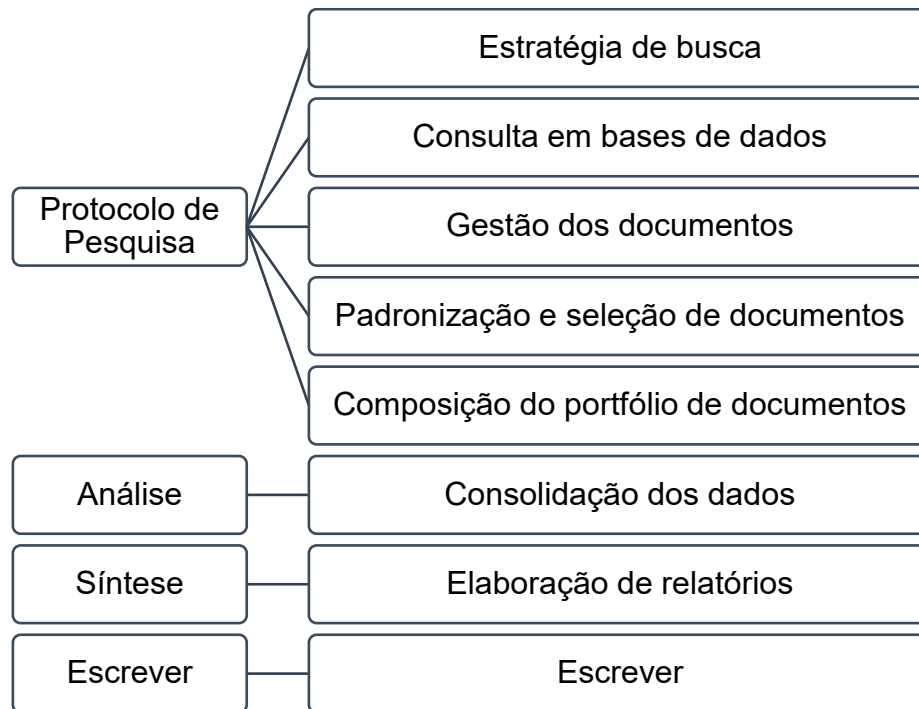 Protocolo de
Pesquisa
Estratégia de busca
Consulta em bases de dados
Gestão dos documentos
Padronização e seleção de documentos
Composição do portfólio de documentos
Análise
Consolidação dos dados
Síntese
Elaboração de relatórios
Escrever
Escrever